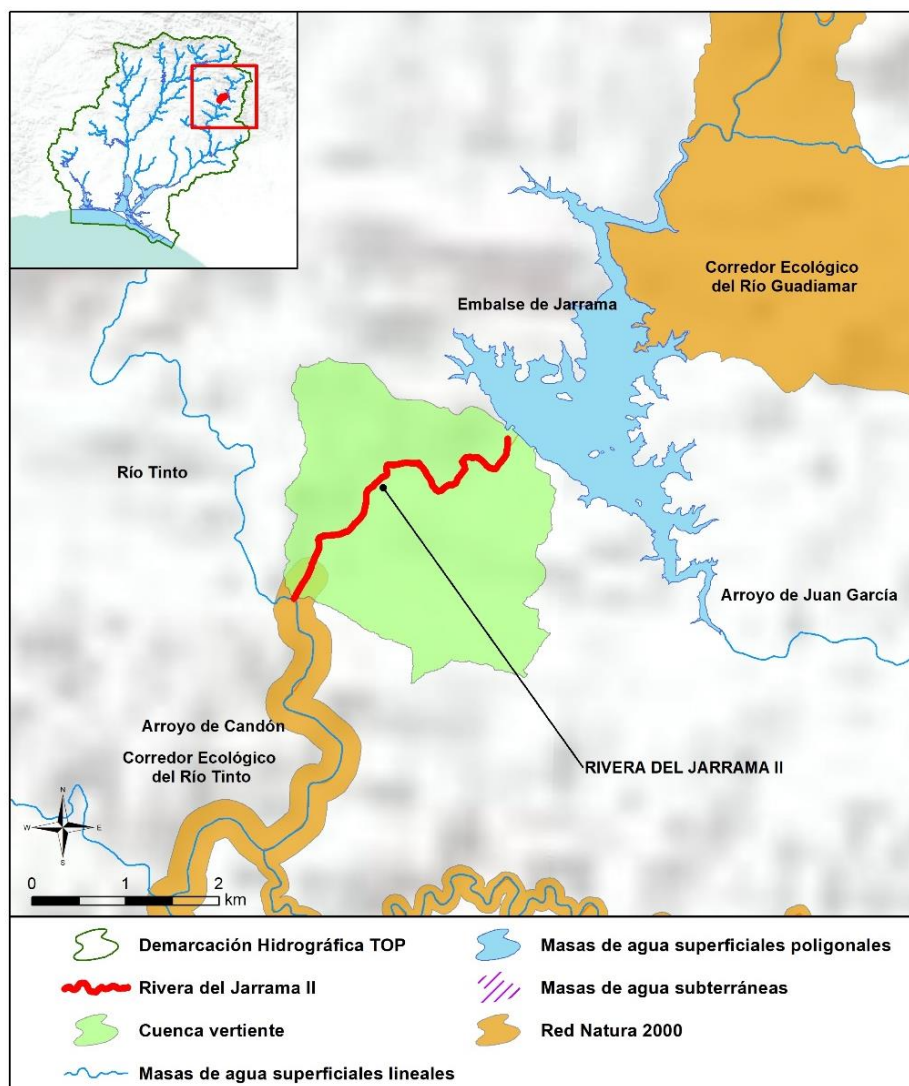 Corredor Ecológico
del Río Guadiamar
Embalse de Jarrama
Río Tinto
Arroyo de Juan García
Arroyo de Candón
Corredor Ecológico
del Río Tinto
RIVERA DEL JARRAMA II
N
W E
S
0 1 2
km
Demarcación Hidrográfica TOP
Masas de agua superficiales poligonales
Rivera del Jarrama II
Masas de agua subterráneas
Cuenca vertiente
Red Natura 2000
Masas de agua superficiales lineales